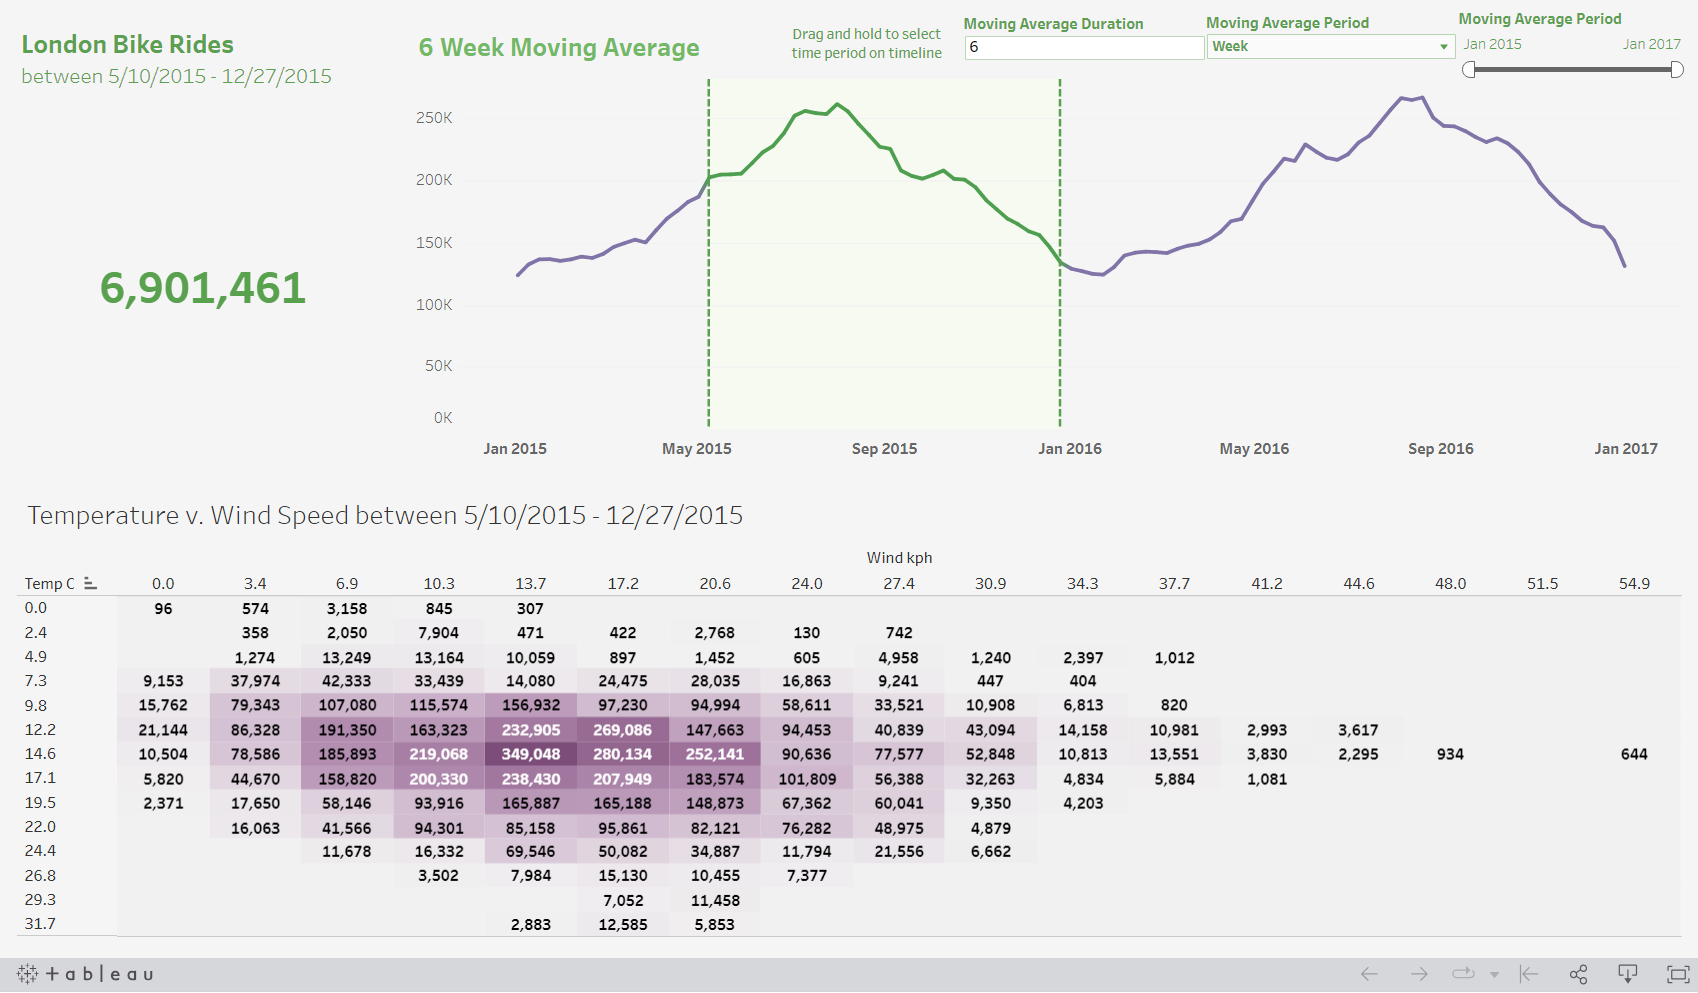 London Bike Rides
between 5/10/2015 - 12/27/2015
6,901,461
6 Week Moving Average
Drag and hold to select
time period on timeline
Moving Average Duration
6
Moving Average Period
Week
Moving Average Period
Jan 2015 Jan 2017
250K
200K
150K
100K
50K
0K
Jan 2015 May 2015 Sep 2015 Jan 2016 May 2016 Sep 2016 Jan 2017
Temperature v. Wind Speed between 5/10/2015 - 12/27/2015
Wind kph
Temp C 0.0 3.4 6.9 10.3 13.7 17.2 20.6 24.0 27.4 30.9 34.3 37.7 41.2 44.6 48.0 51.5 54.9
0.0 96 574 3,158 845 307
2.4 358 2,050 7,904 471 422 2,768 130 742
4.9 1,274 13,249 13,164 10,059 897 1,452 605 4,958 1,240 2,397 1,012
7.3 9,153 37,974 42,333 33,439 14,080 24,475 28,035 16,863 9,241 447 404
9.8 15,762 79,343 107,080 115,574 156,932 97,230 94,994 58,611 33,521 10,908 6,813 820
12.2 21,144 86,328 191,350 163,323 232,905 269,086 147,663 94,453 40,839 43,094 14,158 10,981 2,993 3,617
14.6 10,504 78,586 185,893 219,068 349,048 280,134 252,141 90,636 77,577 52,848 10,813 13,551 3,830 2,295 934 644
17.1 5,820 44,670 158,820 200,330 238,430 207,949 183,574 101,809 56,388 32,263 4,834 5,884 1,081
19.5 2,371 17,650 58,146 93,916 165,887 165,188 148,873 67,362 60,041 9,350 4,203
22.0 16,063 41,566 94,301 85,158 95,861 82,121 76,282 48,975 4,879
24.4 11,678 16,332 69,546 50,082 34,887 11,794 21,556 6,662
26.8 3,502 7,984 15,130 10,455 7,377
29.3 7,052 11,458
31.7 2,883 12,585 5,853
+ableau